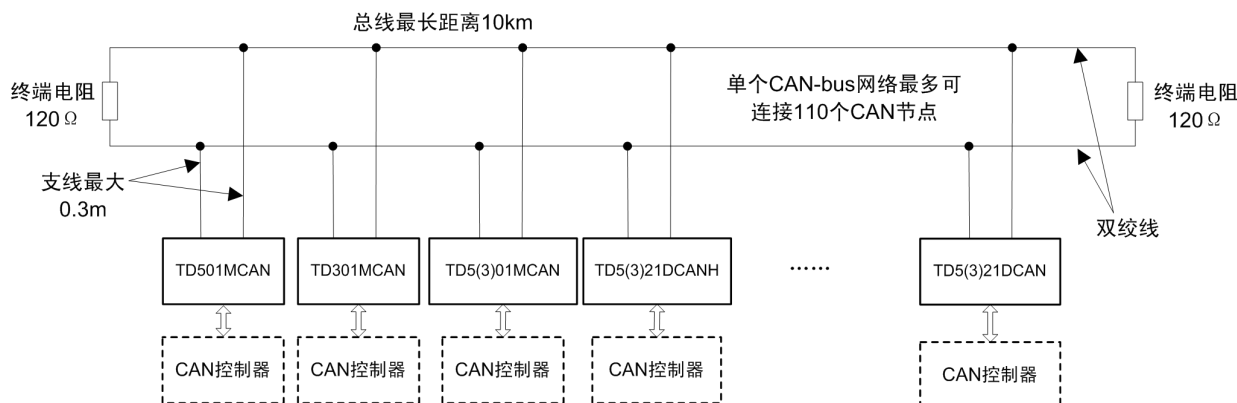 总线最长距离10km
终端电阻
120Ω
单个CAN-bus网络最多可
连接110个CAN节点
终端电阻
120Ω
支线最大
0.3m
双绞线
TD501MCAN
TD301MCAN
TD5(3)01MCAN
TD5(3)21DCANH
……
TD5(3)21DCAN
CAN控制器
CAN控制器
CAN控制器
CAN控制器
CAN控制器